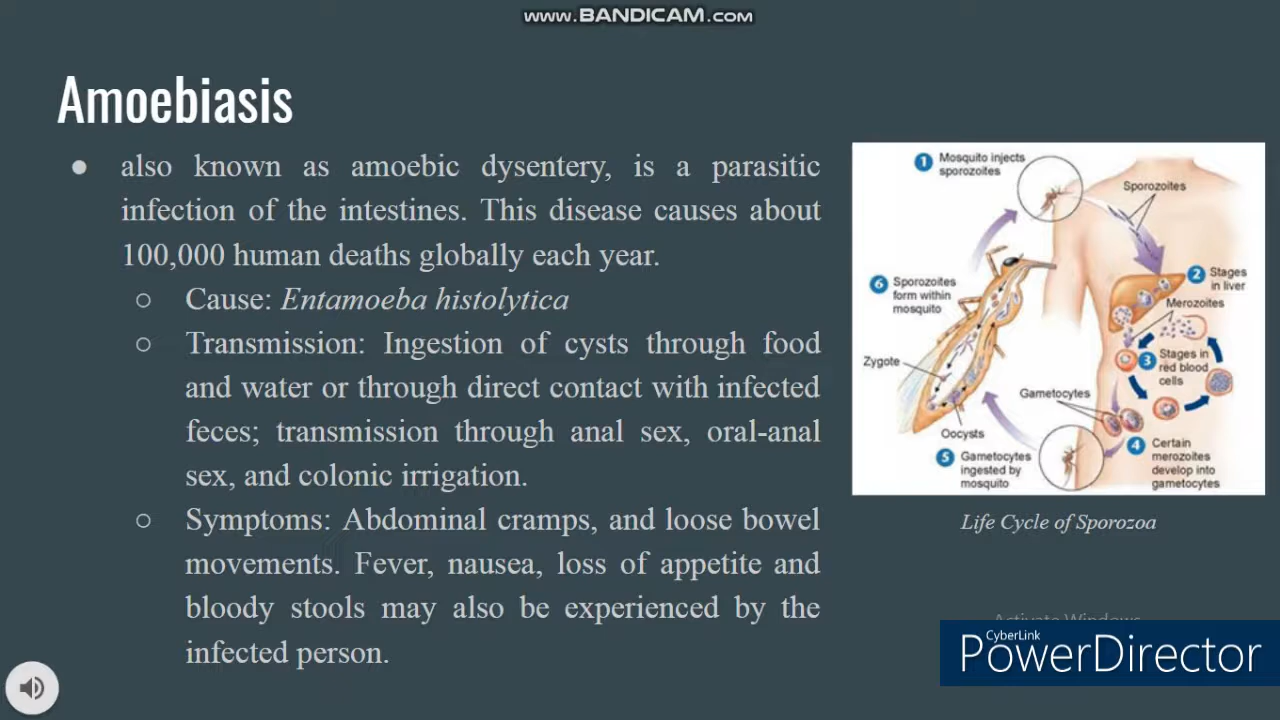 www.BANDICAM.com
Amoebiasis
● also known as amoebic dysentery, is a parasitic
infection of the intestines. This disease causes about
100,000 human deaths globally each year.
○ Cause: Entamoeba histolytica
○ Transmission: Ingestion of cysts through food
and water or through direct contact with infected
feces; transmission through anal sex, oral-anal
sex, and colonic irrigation.
○ Symptoms: Abdominal cramps, and loose bowel
movements. Fever, nausea, loss of appetite and
bloody stools may also be experienced by the
infected person.
1 Mosquito injects
sporozoites
Sporozoites
2 Stages
in liver
Merozoites
3 Stages in
red blood
cells
Gametocytes
4 Certain
merozoites
develop into
gametocytes
5 Gametocytes
ingested by
mosquito
6 Sporozoites
form within
mosquito
Zygote
Oocysts
Life Cycle of Sporozoa
Activate Windows
CyberLink
PowerDirector